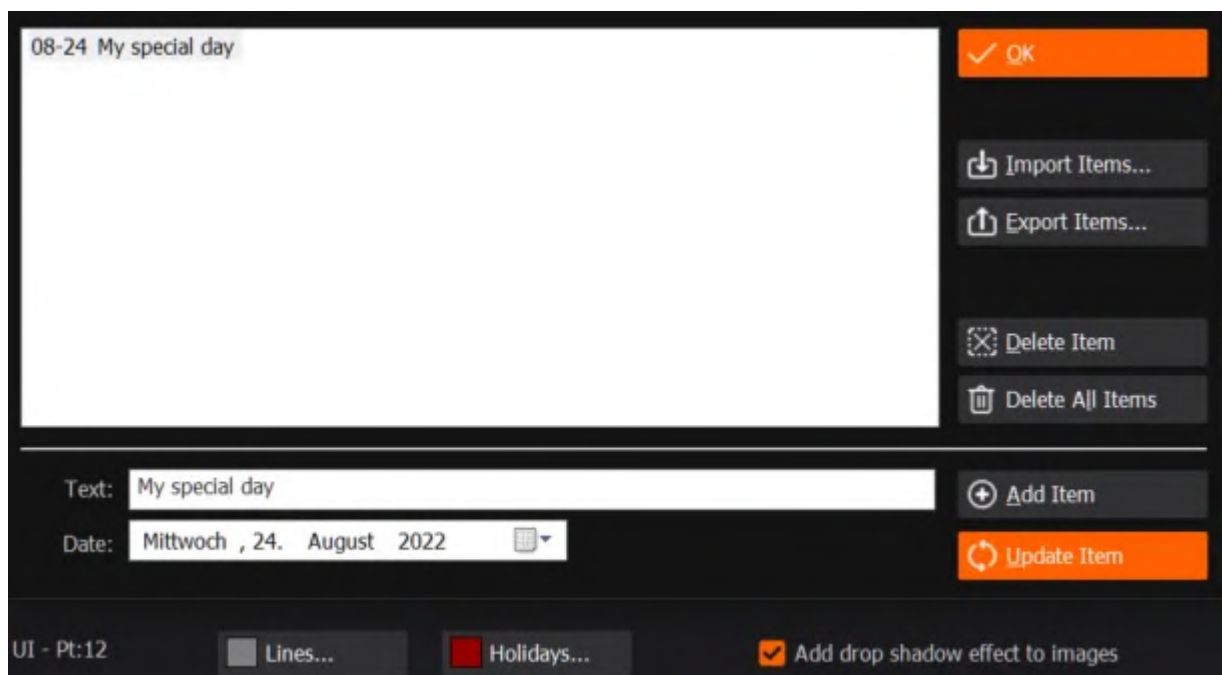 08-24 My special day
OK
Import Items...
Export Items...
Delete Item
Delete All Items
Text: My special day
Add Item
Date: Mittwoch , 24. August 2022
Update Item
UI - Pt:12 Lines... Holidays... Add drop shadow effect to images